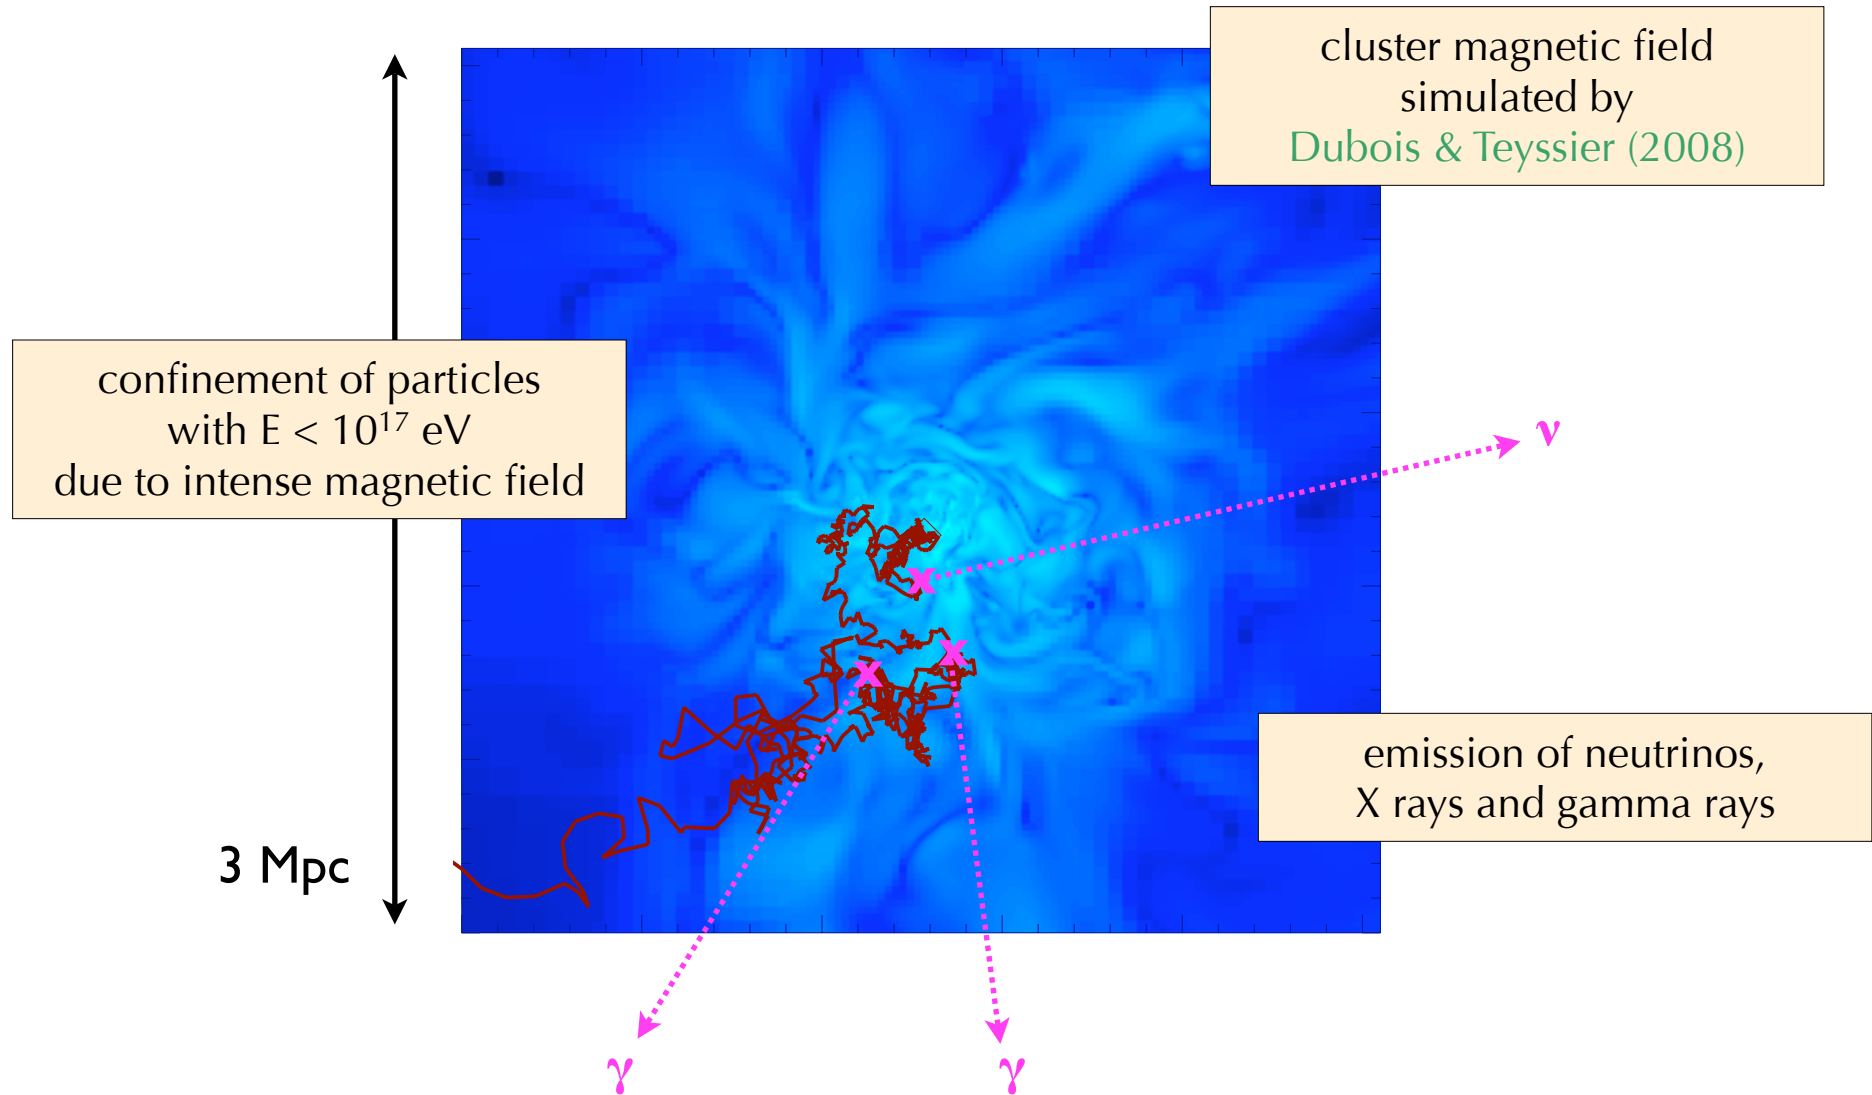 cluster magnetic field
simulated by
Dubois & Teyssier (2008)
confinement of particles
with E < 10¹⁷ eV
due to intense magnetic field
ν
emission of neutrinos,
X rays and gamma rays
3 Mpc
γ
γ